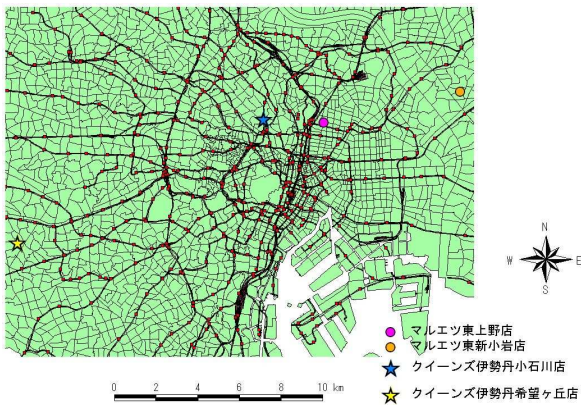 N
W E
S
マルエツ東上野店
マルエツ東新小岩店
クイーンズ伊勢丹小石川店
クイーンズ伊勢丹希望ヶ丘店
0 2 4 6 8 10 km